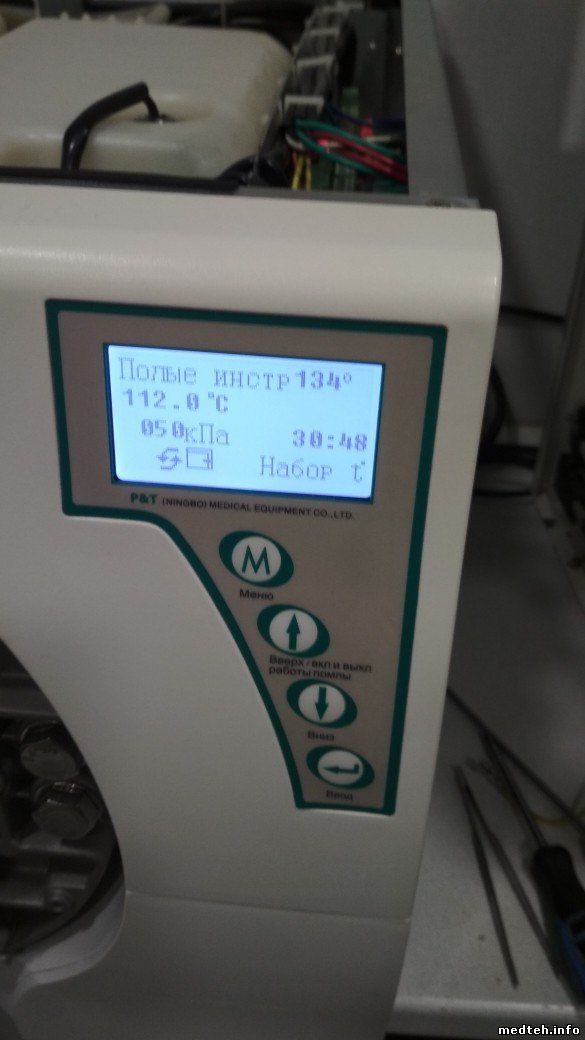 Полые инстр 134°
112.0 °C
050кПа 30:48
Набор t°
P&T (NINGBO) MEDICAL EQUIPMENT CO.,LTD.
M
Меню
Вверх / вкл и выкл
работы помпы
Вниз
Ввод
medteh.info